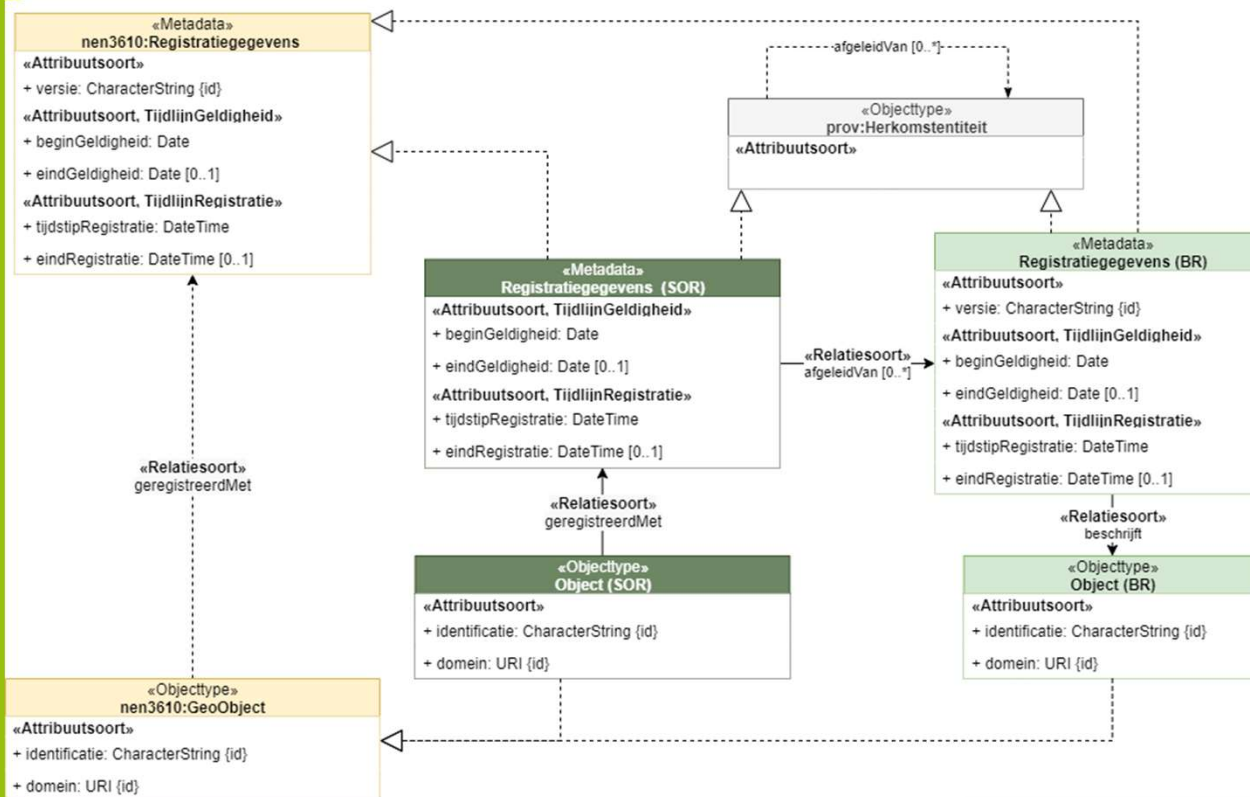 «Metadata»
nen3610:Registratiegegevens
«Attribuutsoort»
+ versie: CharacterString {id}
«Attribuutsoort, TijdlijnGeldigheid»
+ beginGeldigheid: Date
+ eindGeldigheid: Date [0..1]
«Attribuutsoort, TijdlijnRegistratie»
+ tijdstipRegistratie: DateTime
+ eindRegistratie: DateTime [0..1]
afgeleidVan [0..*]
«Objecttype»
prov:Herkomstentiteit
«Attribuutsoort»
«Metadata»
Registratiegegevens (SOR)
«Attribuutsoort, TijdlijnGeldigheid»
+ beginGeldigheid: Date
+ eindGeldigheid: Date [0..1]
«Attribuutsoort, TijdlijnRegistratie»
+ tijdstipRegistratie: DateTime
+ eindRegistratie: DateTime [0..1]
«Relatiesoort»
afgeleidVan [0..*]
«Metadata»
Registratiegegevens (BR)
«Attribuutsoort»
+ versie: CharacterString {id}
«Attribuutsoort, TijdlijnGeldigheid»
+ beginGeldigheid: Date
+ eindGeldigheid: Date [0..1]
«Attribuutsoort, TijdlijnRegistratie»
+ tijdstipRegistratie: DateTime
+ eindRegistratie: DateTime [0..1]
«Relatiesoort»
geregistreerdMet
«Relatiesoort»
geregistreerdMet
«Relatiesoort»
beschrijft
«Objecttype»
Object (SOR)
«Attribuutsoort»
+ identificatie: CharacterString {id}
+ domein: URI {id}
«Objecttype»
Object (BR)
«Attribuutsoort»
+ identificatie: CharacterString {id}
+ domein: URI {id}
«Objecttype»
nen3610:GeoObject
«Attribuutsoort»
+ identificatie: CharacterString {id}
+ domein: URI {id}